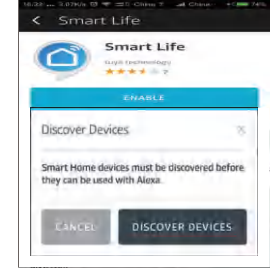 < Smart Life
Smart Life
ENABLE
Discover Devices ×
Smart Home devices must be discovered before
they can be used with Alexa.
CANCEL DISCOVER DEVICES